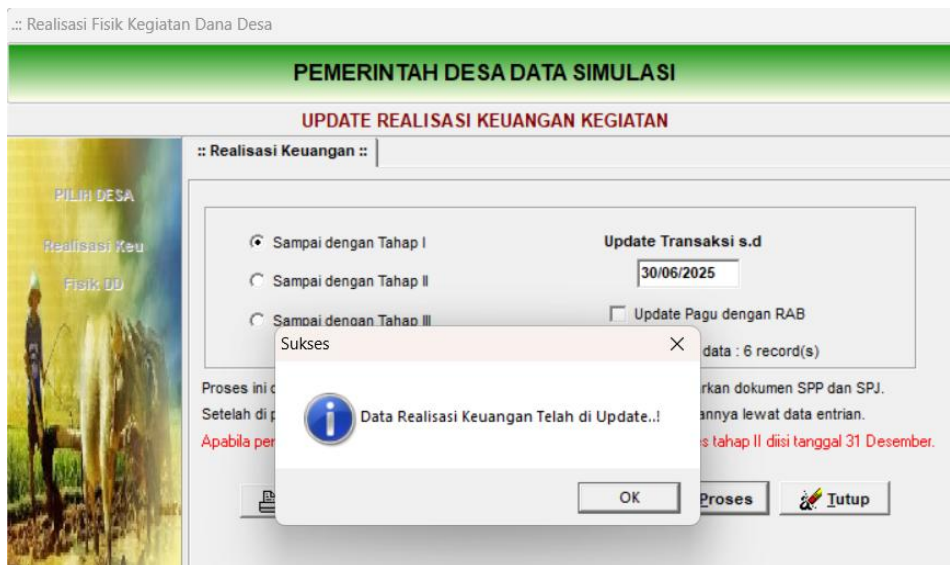 .:: Realisasi Fisik Kegiatan Dana Desa
PEMERINTAH DESA DATA SIMULASI
UPDATE REALISASI KEUANGAN KEGIATAN
:: Realisasi Keuangan ::
PILIH DESA
Realisasi Keu
Fisik DD
Sampai dengan Tahap I
Sampai dengan Tahap II
Sampai dengan Tahap III
Update Transaksi s.d
30/06/2025
Update Pagu dengan RAB
data : 6 record(s)
Sukses
Data Realisasi Keuangan Telah di Update..!
OK
Proses ini
rkan dokumen SPP dan SPJ.
Setelah di
annya lewat data entrian.
Apabila per
s tahap II diisi tanggal 31 Desember.
Proses
Tutup